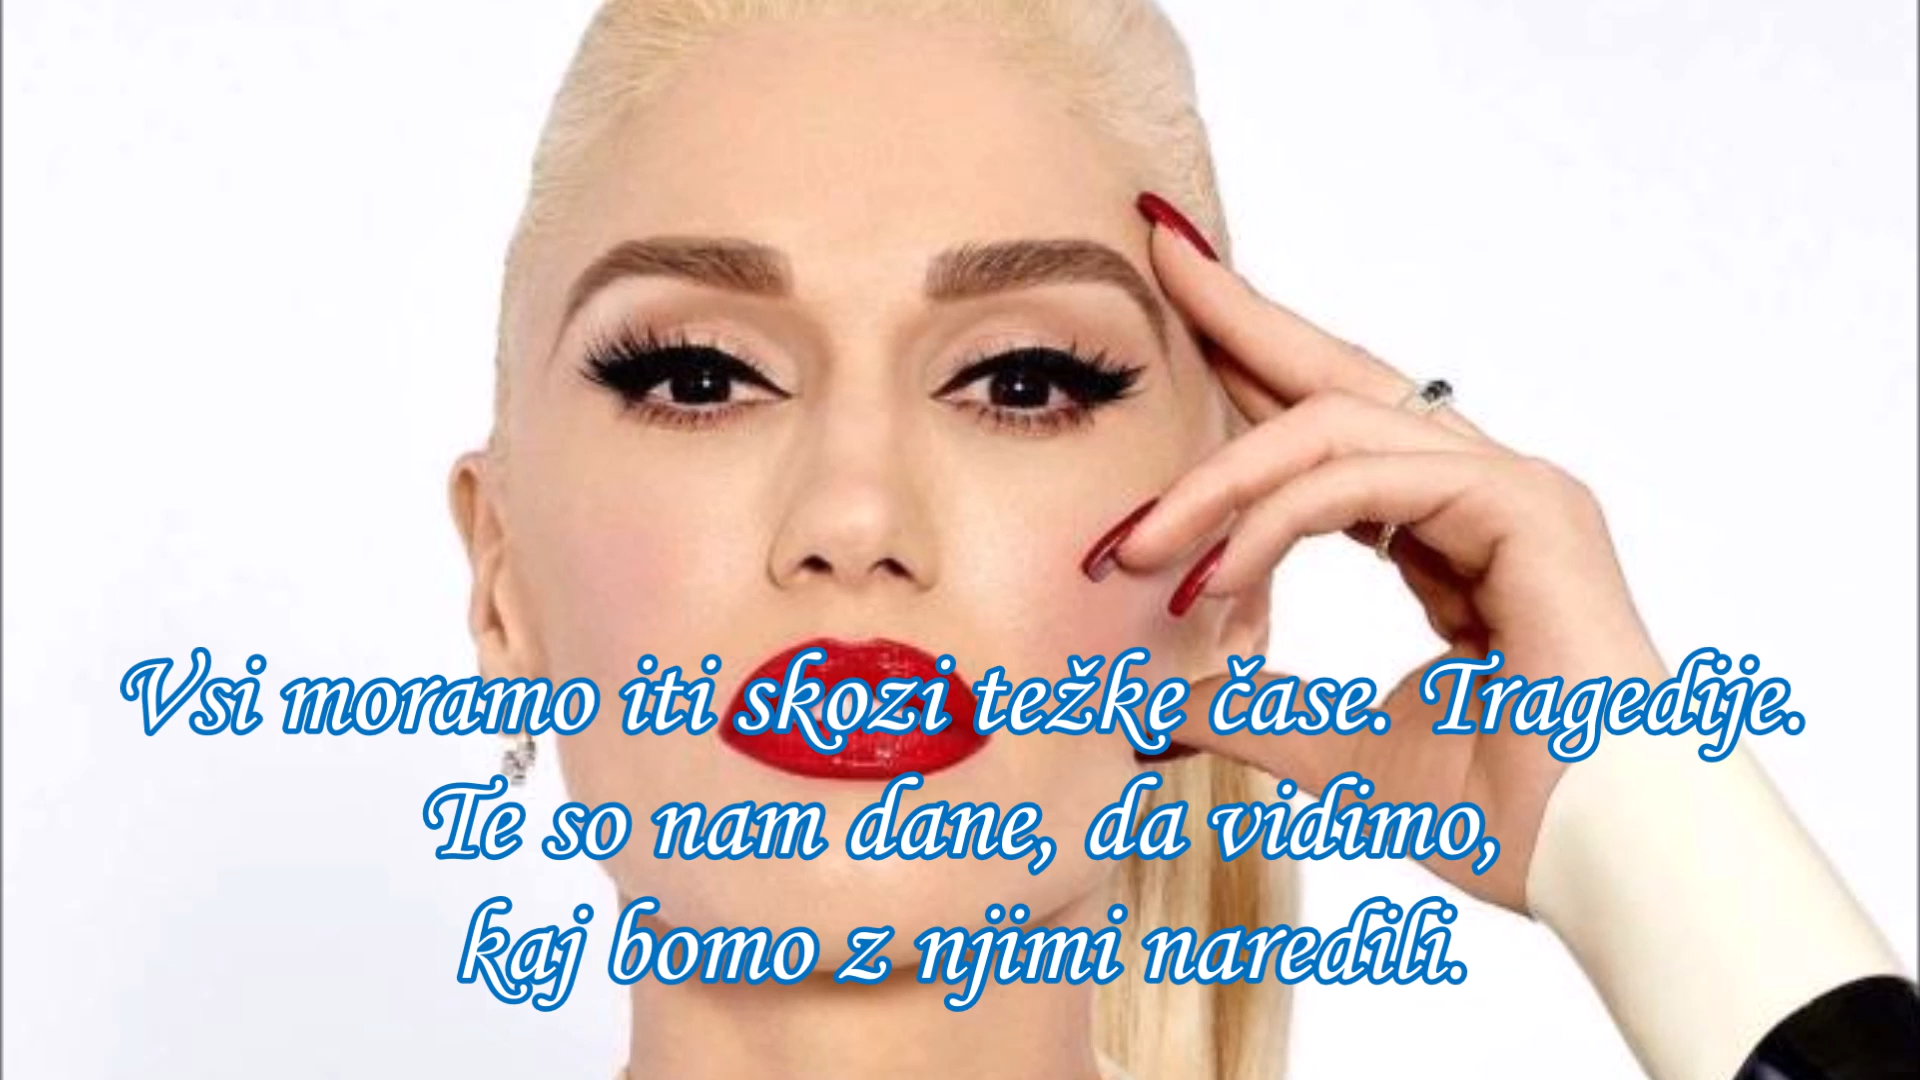 Vsi moramo iti skozi težke čase. Tragedije.
Te so nam dane, da vidimo,
kaj bomo z njimi naredili.